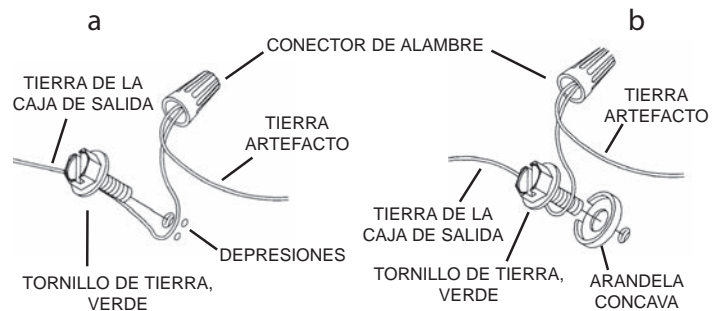 a
CONECTOR DE ALAMBRE
TIERRA DE LA
CAJA DE SALIDA
TIERRA
ARTEFACTO
DEPRESIONES
TORNILLO DE TIERRA,
VERDE
b
TIERRA
ARTEFACTO
TIERRA DE LA
CAJA DE SALIDA
TORNILLO DE TIERRA,
VERDE
ARANDELA
CONCAVA